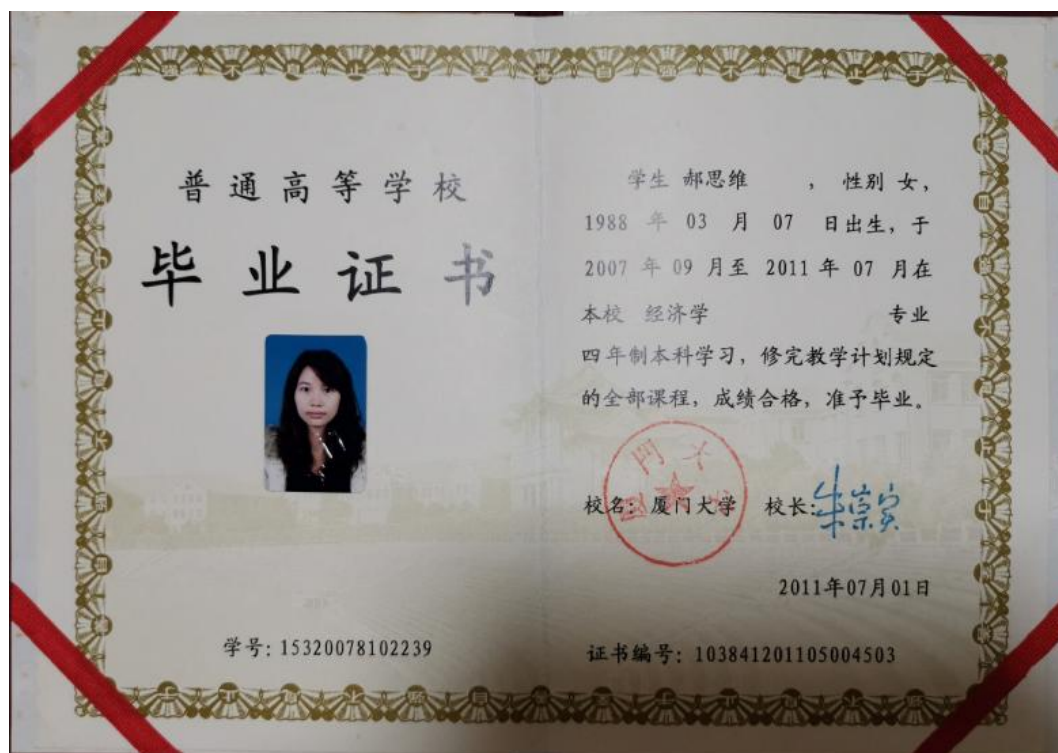 普通高等学校
毕业证书
学号：15320078102239
学生 郝思维 ，性别 女，
1988 年 03 月 07 日出生，于
2007 年 09 月至 2011 年 07 月在
本校 经济学 专业
四年制本科学习，修完教学计划规定
的全部课程，成绩合格，准予毕业。
厦门大学
校名：厦门大学 校长：朱崇实
2011年07月01日
证书编号：103841201105004503